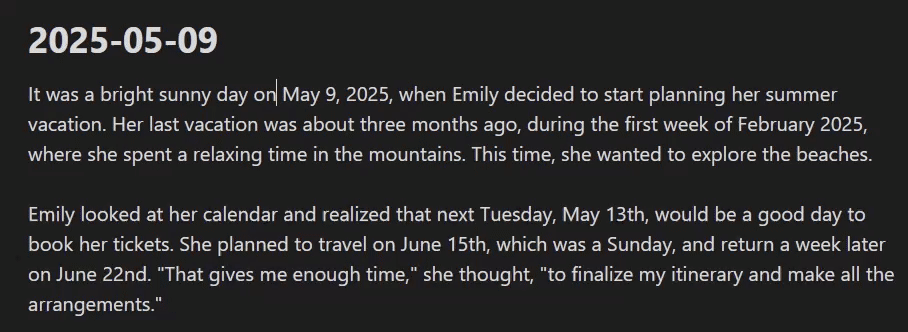 2025-05-09
It was a bright sunny day on May 9, 2025, when Emily decided to start planning her summer
vacation. Her last vacation was about three months ago, during the first week of February 2025,
where she spent a relaxing time in the mountains. This time, she wanted to explore the beaches.
Emily looked at her calendar and realized that next Tuesday, May 13th, would be a good day to
book her tickets. She planned to travel on June 15th, which was a Sunday, and return a week later
on June 22nd. "That gives me enough time," she thought, "to finalize my itinerary and make all the
arrangements."